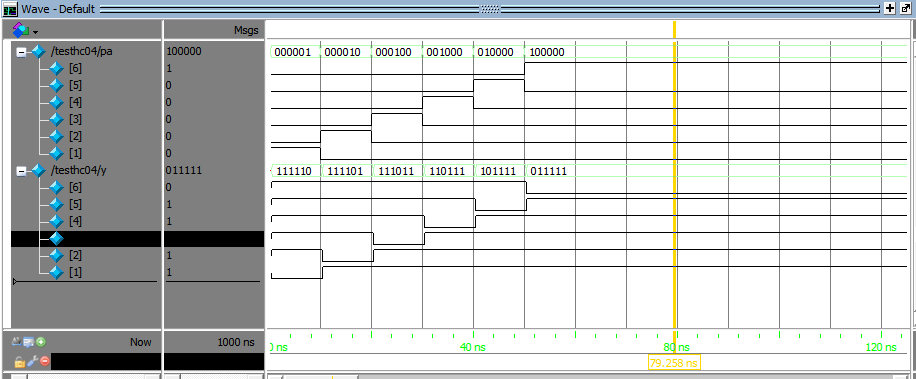 Wave - Default
Msgs
/testhc04/pa 100000 000001 000010 000100 001000 010000 100000
[6] 1
[5] 0
[4] 0
[3] 0
[2] 0
[1] 0
/testhc04/y 011111 111110 111101 111011 110111 101111 011111
[6] 0
[5] 1
[4] 1
[2] 1
[1] 1
Now 1000 ns
0 ns 40 ns 80 ns 120 ns
79.258 ns